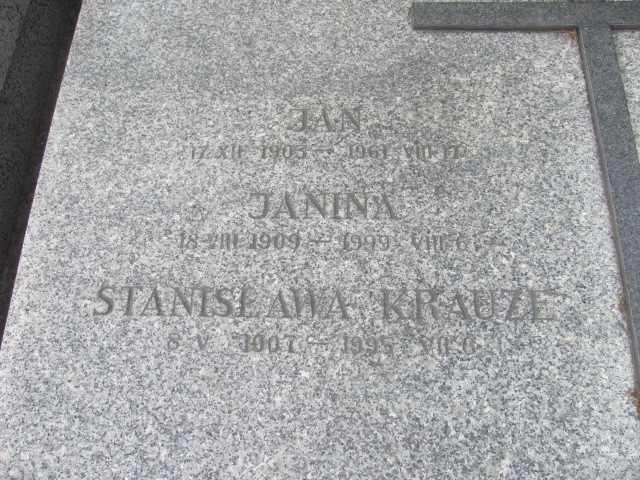 JAN
17 XII 1903 – 1961 VIII 17
JANINA
18 VIII 1909 – 1999 VIII 6
STANISŁAWA KRAUZE
8 V 1907 – 1995 VII 6